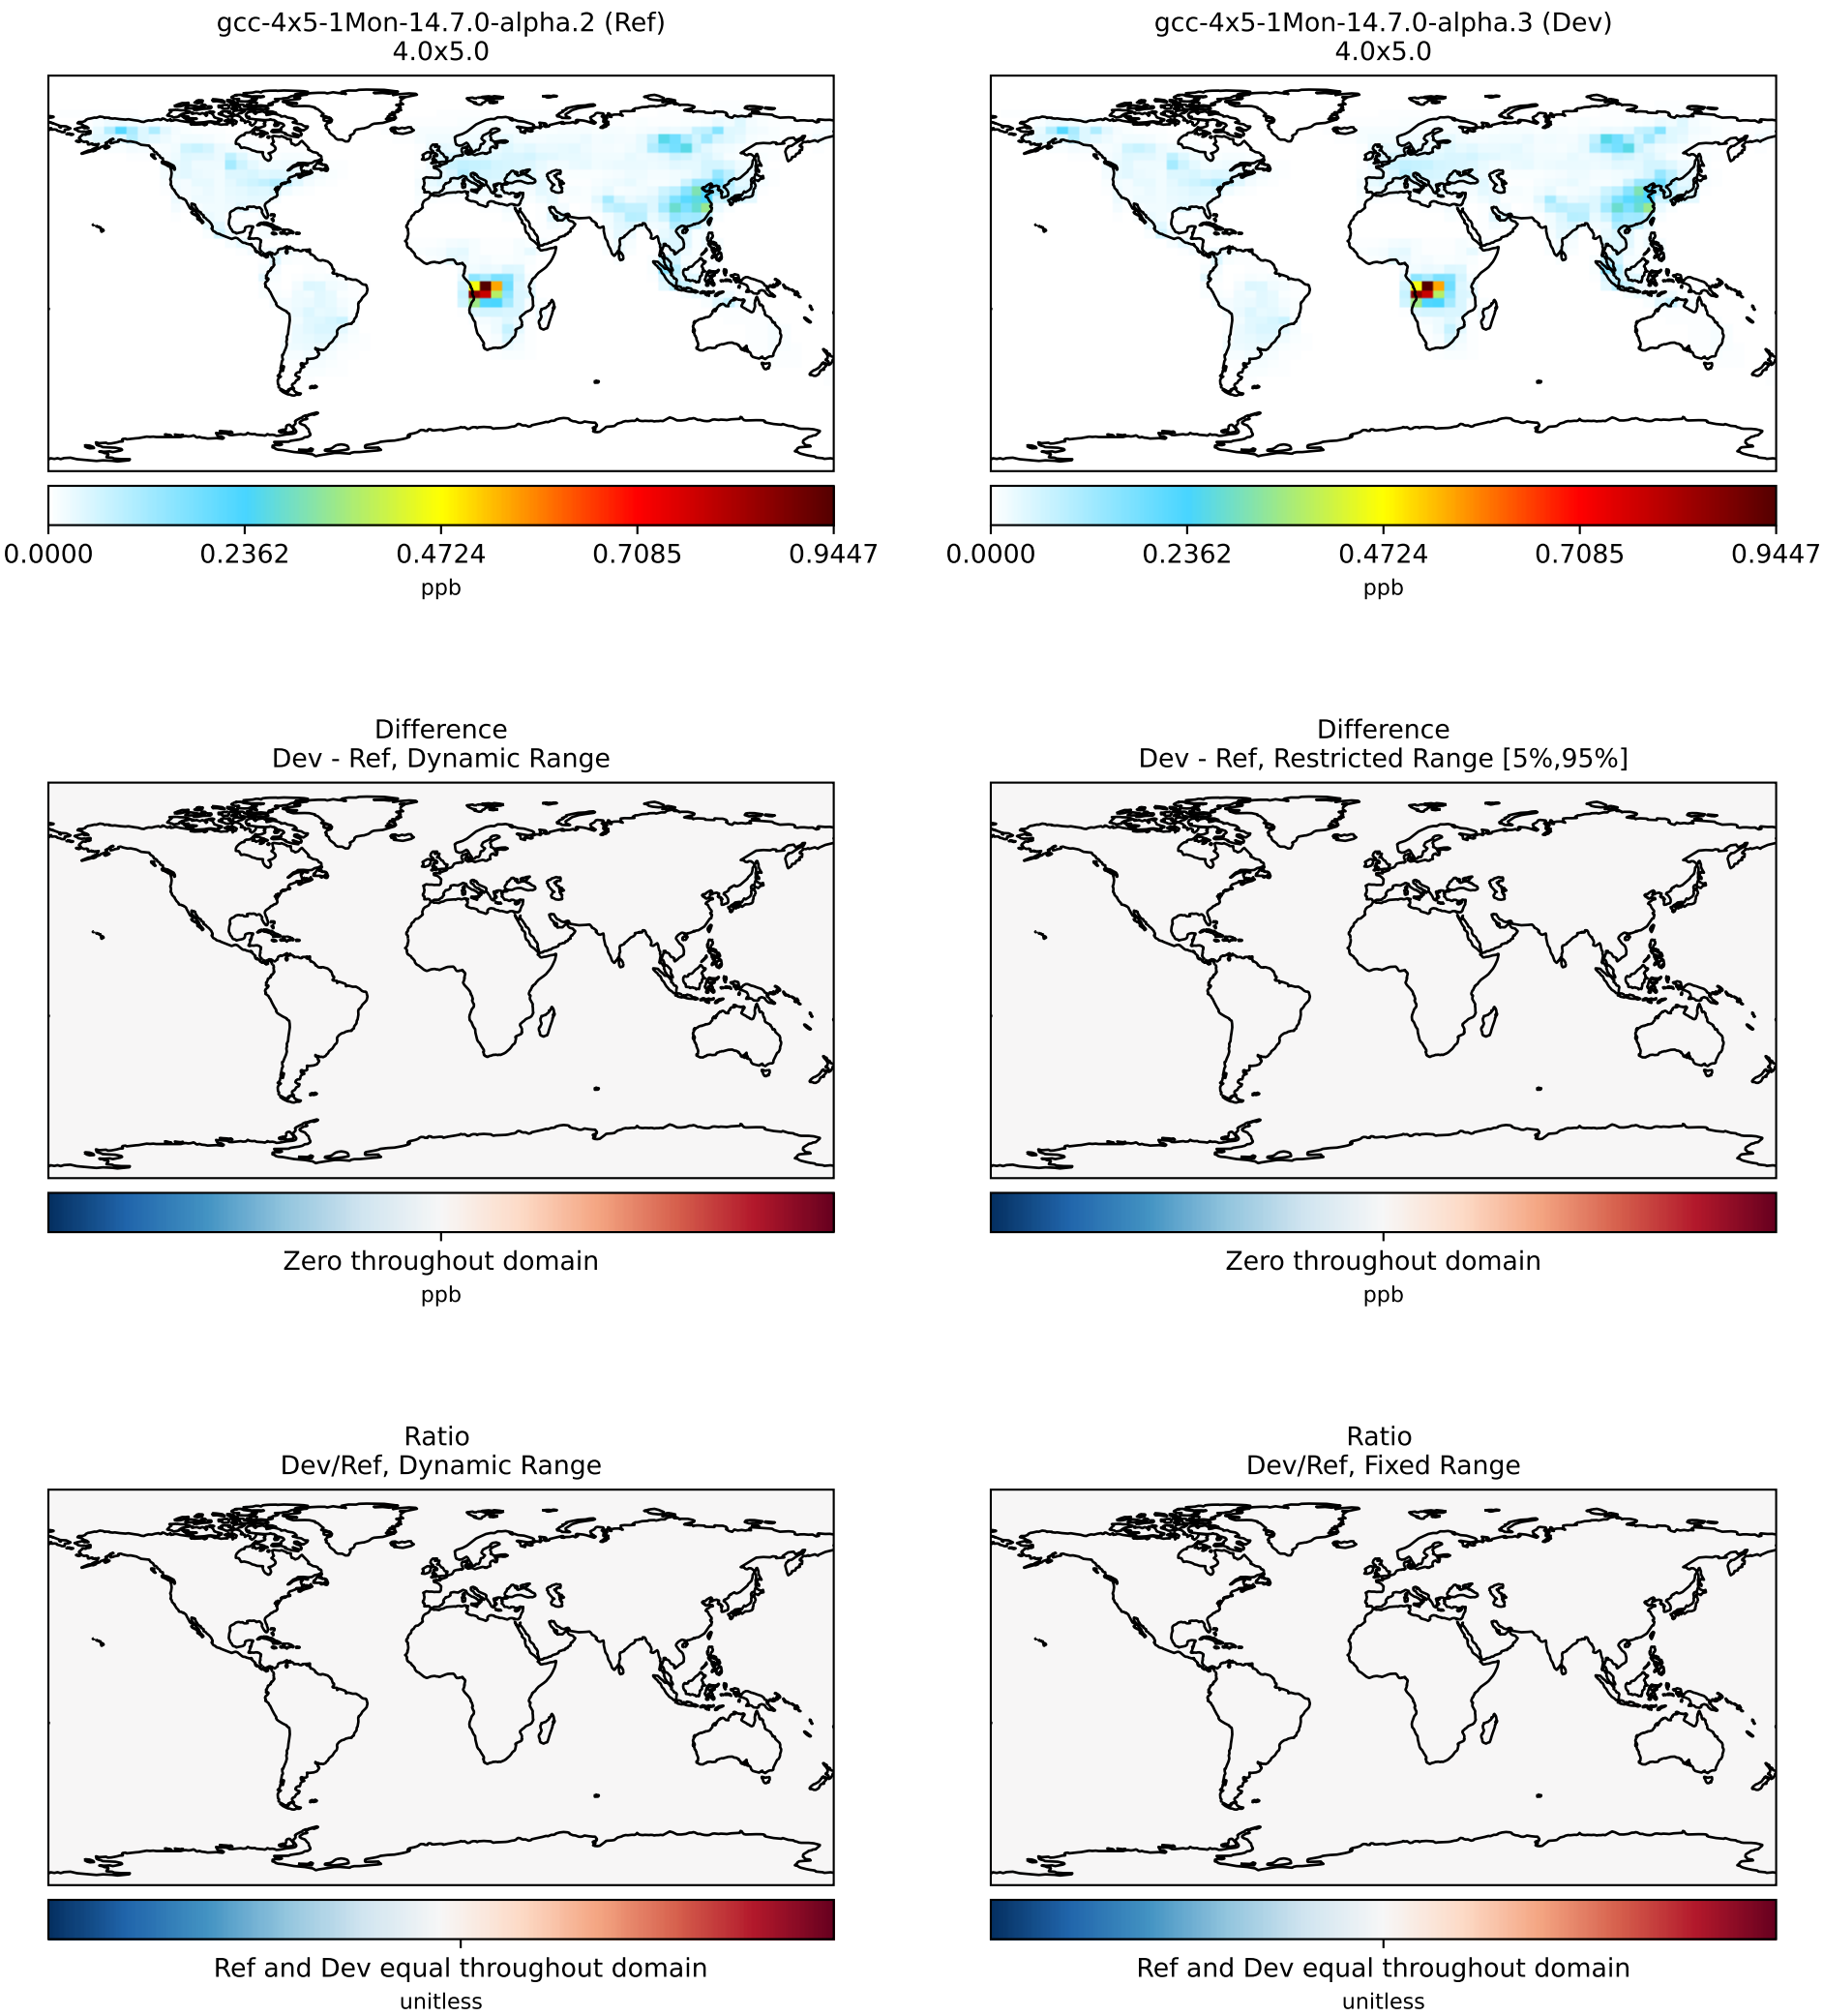 gcc-4x5-1Mon-14.7.0-alpha.2 (Ref)
4.0x5.0
gcc-4x5-1Mon-14.7.0-alpha.3 (Dev)
4.0x5.0
0.0000 0.2362 0.4724 0.7085 0.9447
ppb
0.0000 0.2362 0.4724 0.7085 0.9447
ppb
Difference
Dev - Ref, Dynamic Range
Difference
Dev - Ref, Restricted Range [5%,95%]
Zero throughout domain
ppb
Zero throughout domain
ppb
Ratio
Dev/Ref, Dynamic Range
Ratio
Dev/Ref, Fixed Range
Ref and Dev equal throughout domain
unitless
Ref and Dev equal throughout domain
unitless